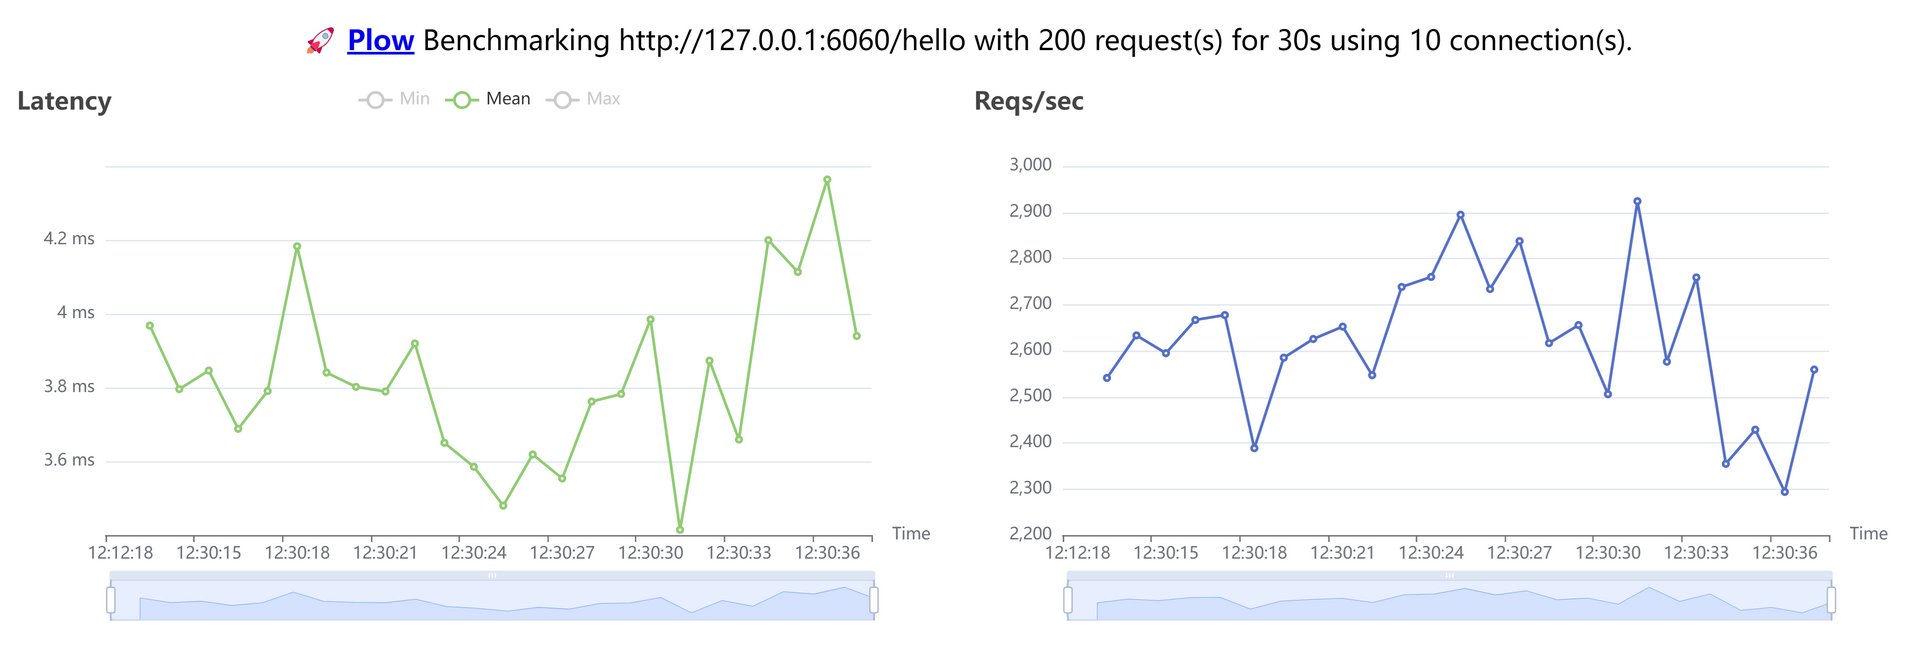 🚀 Plow Benchmarking http://127.0.0.1:6060/hello with 200 request(s) for 30s using 10 connection(s).
Latency
Min Mean Max
4.2 ms
4 ms
3.8 ms
3.6 ms
Time
12:12:18 12:30:15 12:30:18 12:30:21 12:30:24 12:30:27 12:30:30 12:30:33 12:30:36
Reqs/sec
3,000
2,900
2,800
2,700
2,600
2,500
2,400
2,300
2,200
Time
12:12:18 12:30:15 12:30:18 12:30:21 12:30:24 12:30:27 12:30:30 12:30:33 12:30:36